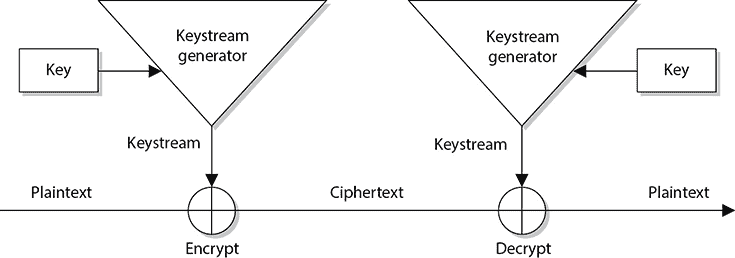 Keystream
generator
Keystream
generator
Key
Key
Keystream
Keystream
Plaintext
Ciphertext
Plaintext
Encrypt
Decrypt